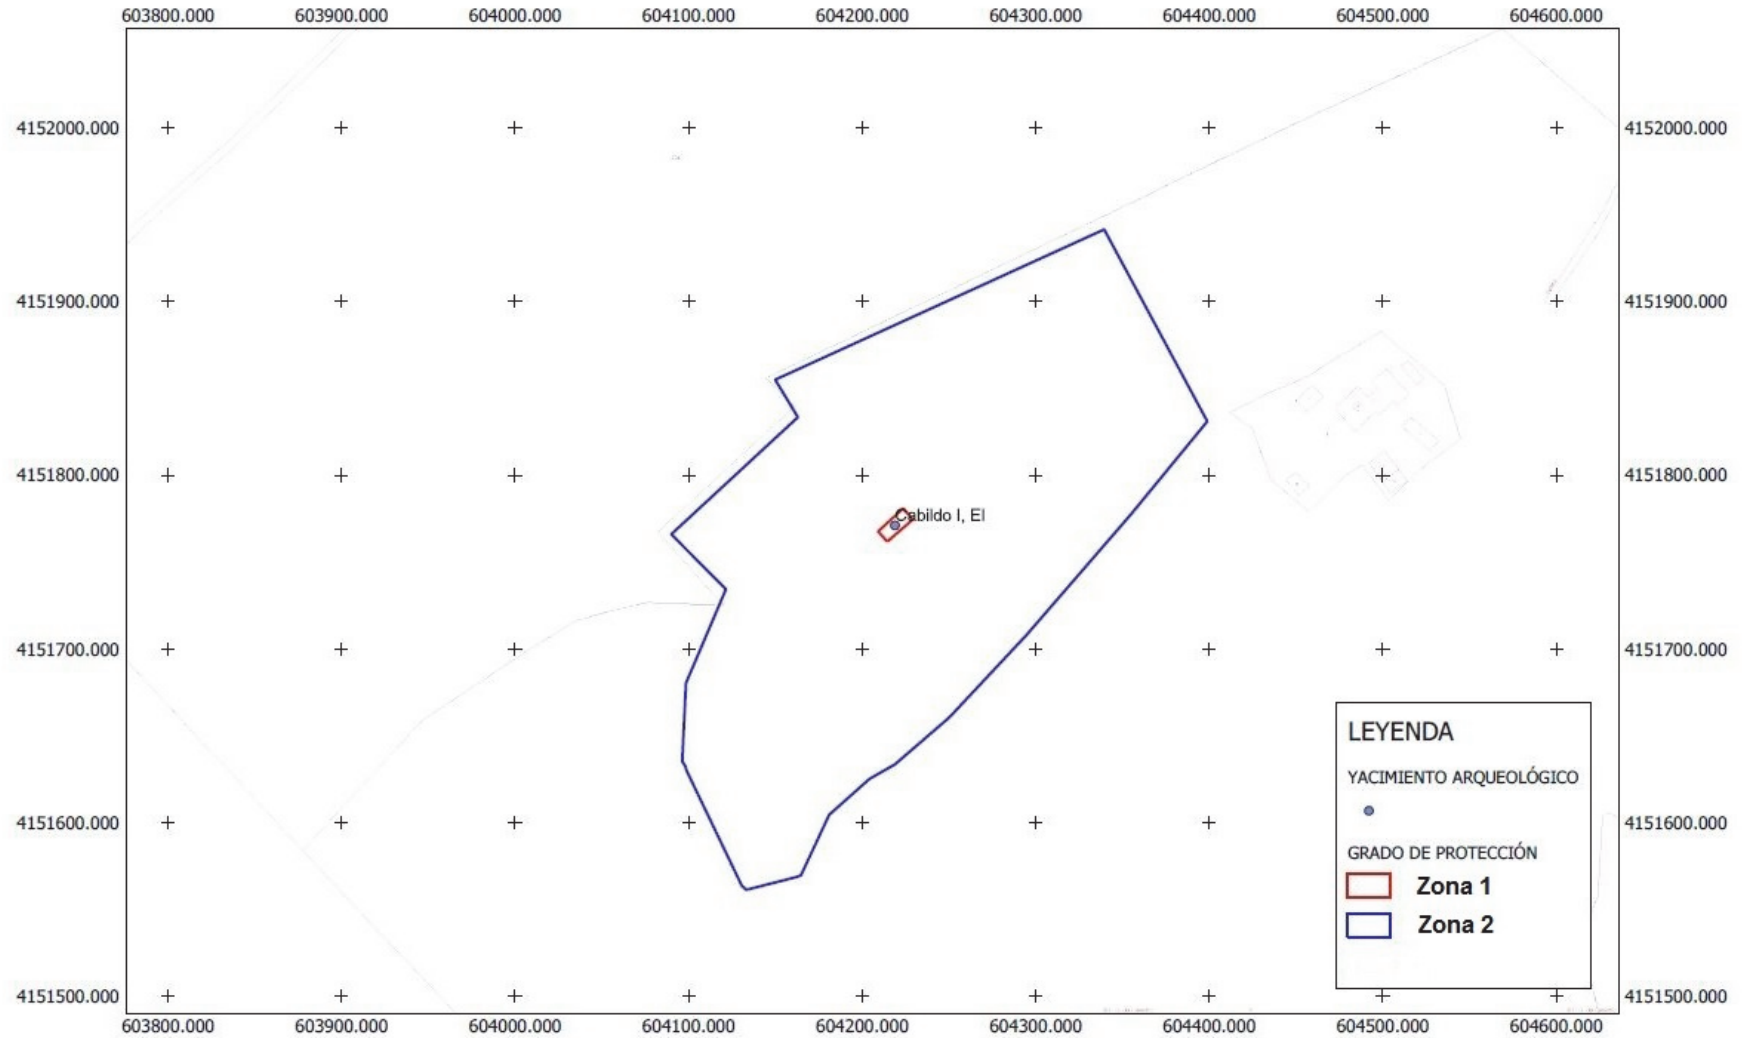 603800.000 603900.000 604000.000 604100.000 604200.000 604300.000 604400.000 604500.000 604600.000
4152000.000 4152000.000
4151900.000 4151900.000
4151800.000 4151800.000
Cabildo I, El
4151700.000 4151700.000
LEYENDA
YACIMIENTO ARQUEOLÓGICO
4151600.000 4151600.000
GRADO DE PROTECCIÓN
Zona 1
Zona 2
4151500.000 4151500.000
603800.000 603900.000 604000.000 604100.000 604200.000 604300.000 604400.000 604500.000 604600.000